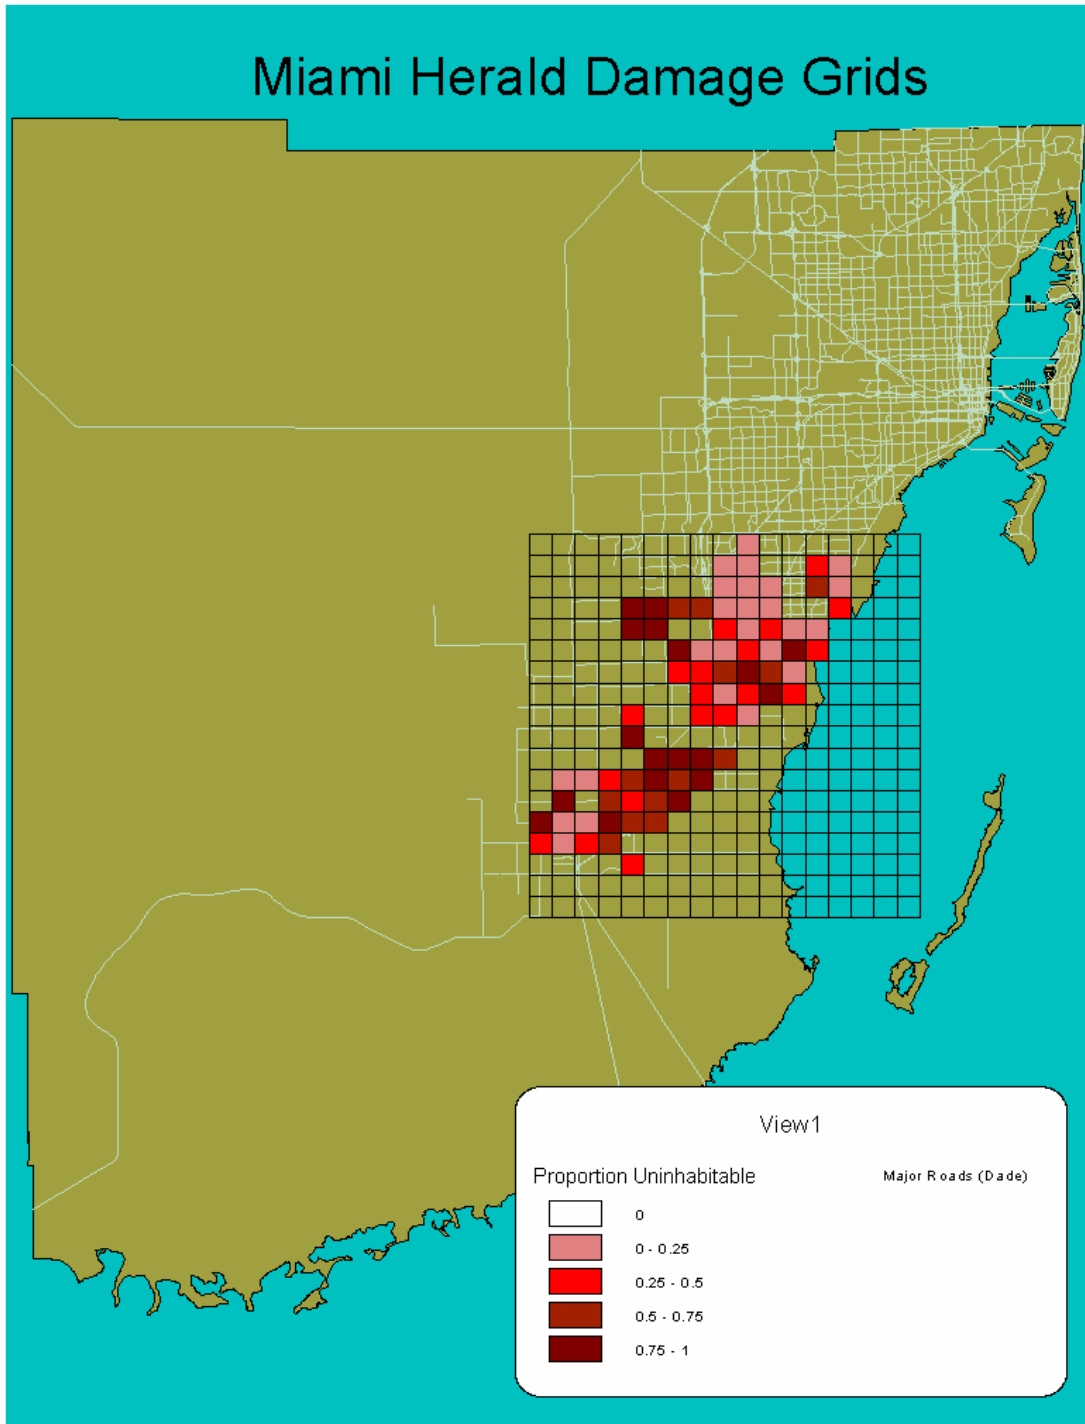 Miami Herald Damage Grids
View1
Proportion Uninhabitable
Major Roads (Dade)
0
0 - 0.25
0.25 - 0.5
0.5 - 0.75
0.75 - 1